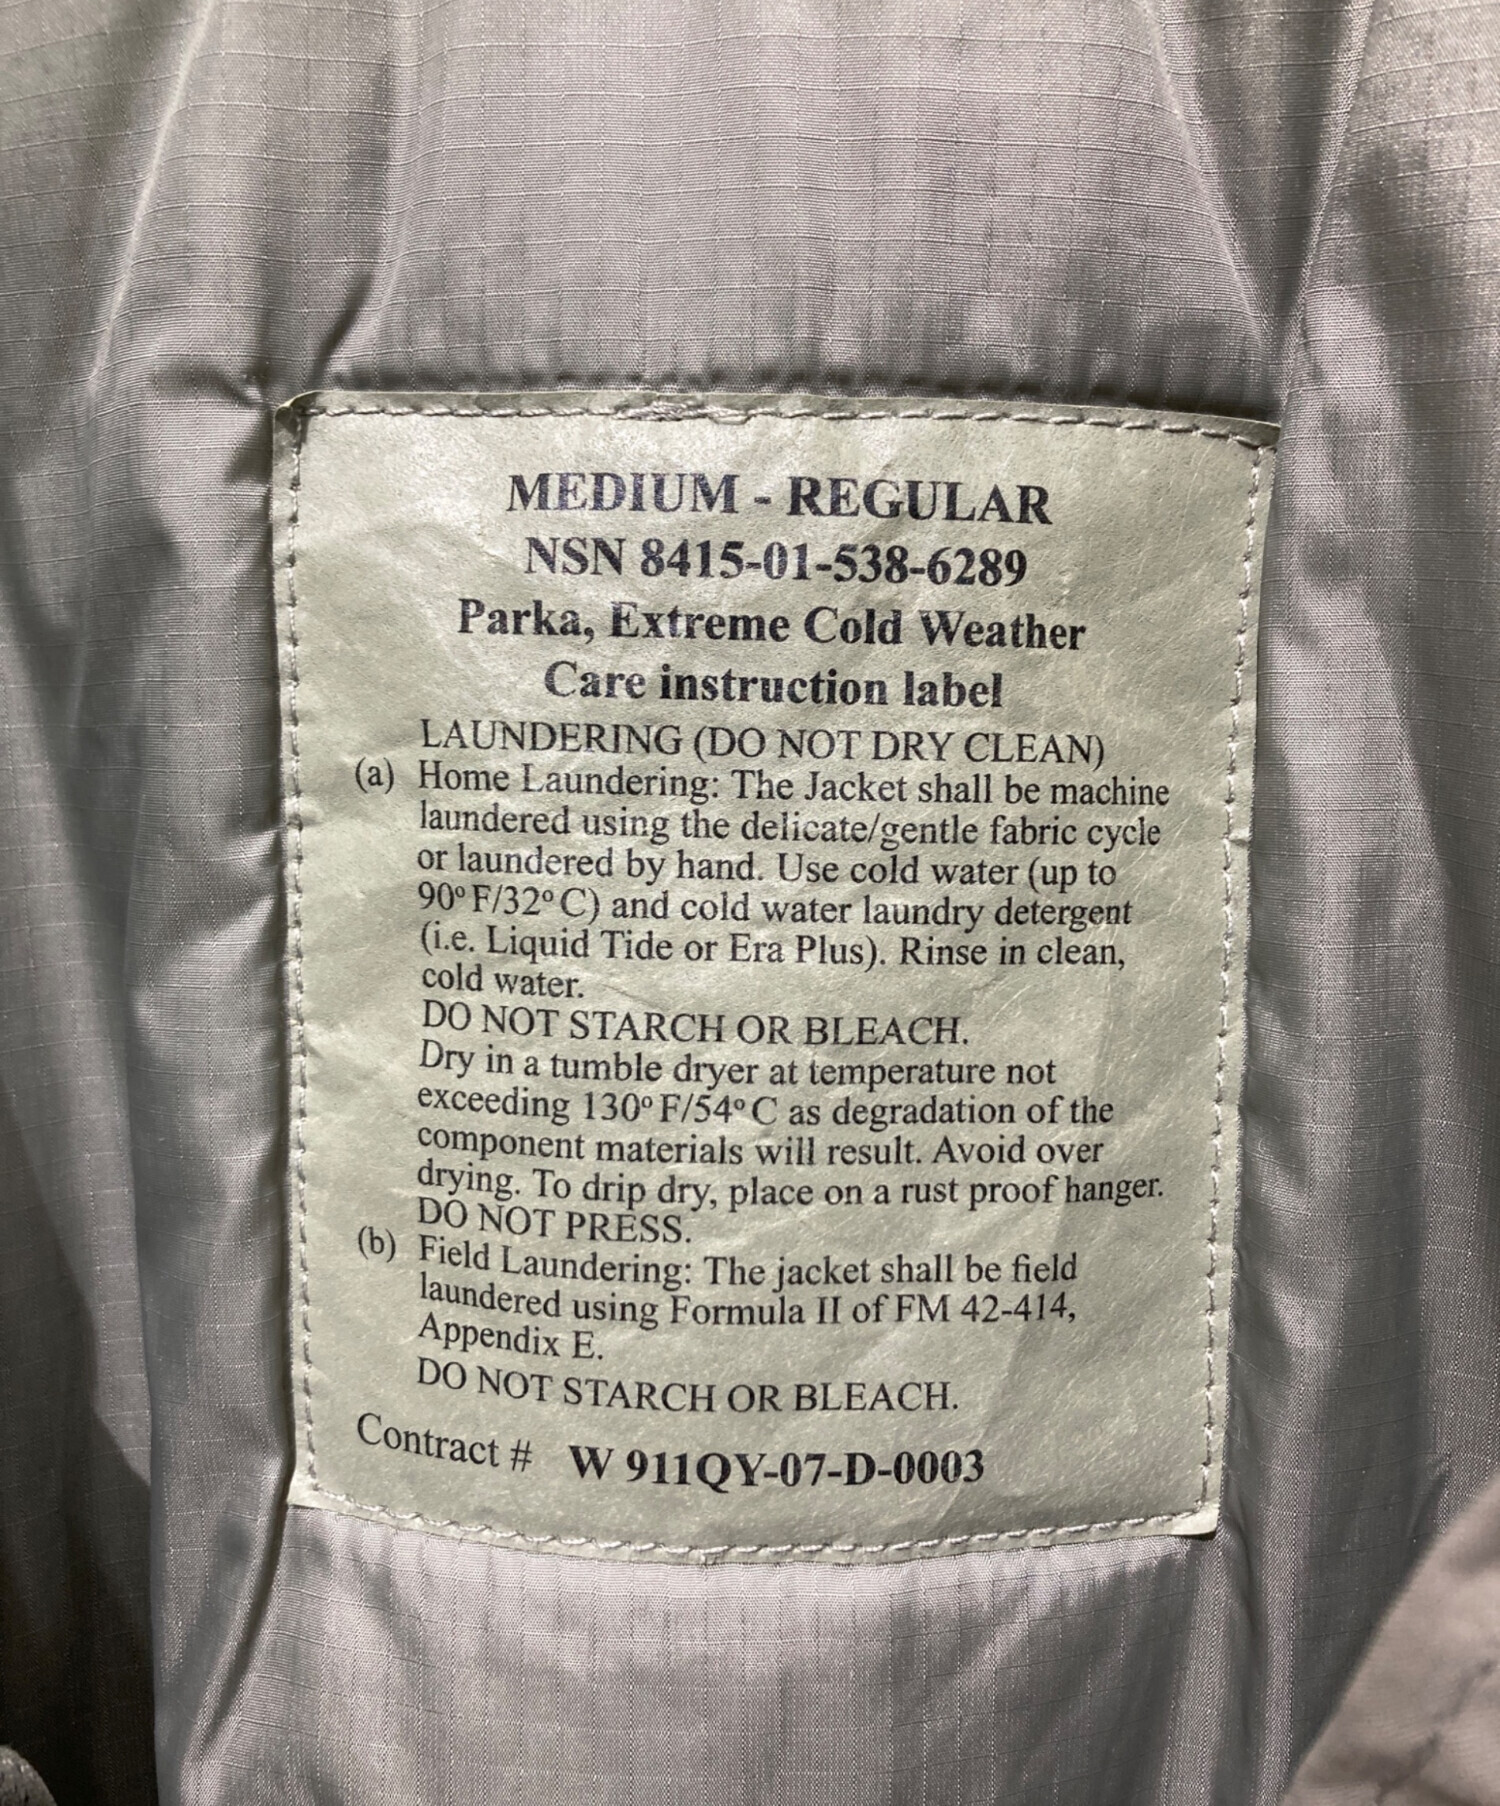 MEDIUM - REGULAR
NSN 8415-01-538-6289
Parka, Extreme Cold Weather
Care instruction label
LAUNDERING (DO NOT DRY CLEAN)
(a) Home Laundering: The Jacket shall be machine
laundered using the delicate/gentle fabric cycle
or laundered by hand. Use cold water (up to
90° F/32° C) and cold water laundry detergent
(i.e. Liquid Tide or Era Plus). Rinse in clean,
cold water.
DO NOT STARCH OR BLEACH.
Dry in a tumble dryer at temperature not
exceeding 130° F/54° C as degradation of the
component materials will result. Avoid over
drying. To drip dry, place on a rust proof hanger.
DO NOT PRESS.
(b) Field Laundering: The jacket shall be field
laundered using Formula II of FM 42-414,
Appendix E.
DO NOT STARCH OR BLEACH.
Contract # W 911QY-07-D-0003